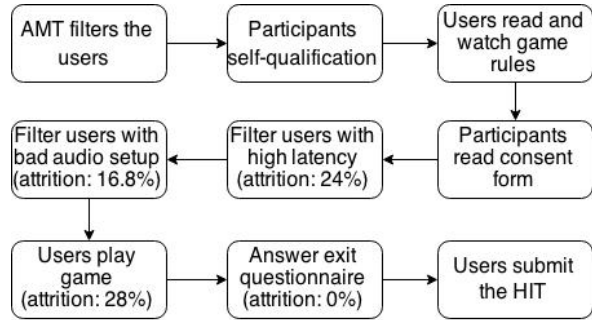 AMT filters the
users
Participants
self-qualification
Users read and
watch game
rules
Filter users with
bad audio setup
(attrition: 16.8%)
Filter users with
high latency
(attrition: 24%)
Participants
read consent
form
Users play
game
(attrition: 28%)
Answer exit
questionnaire
(attrition: 0%)
Users submit
the HIT